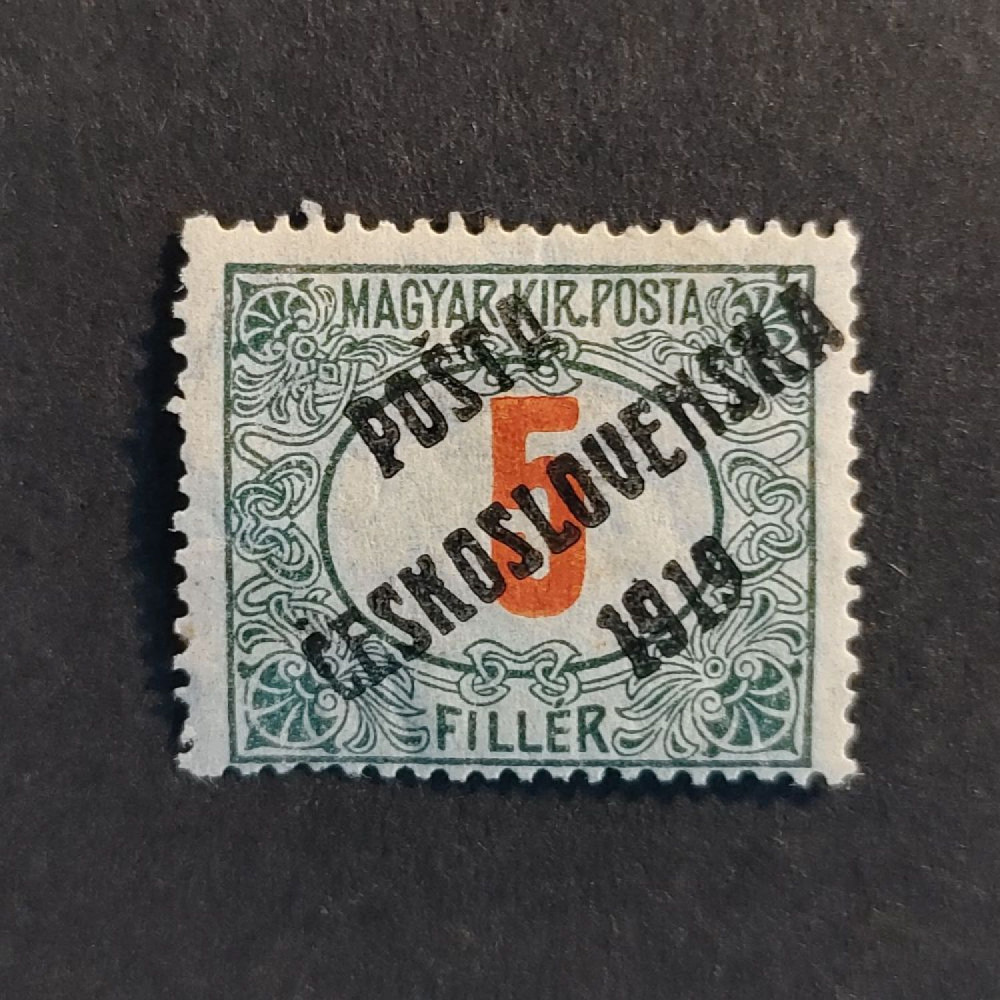 MAGYAR KIR. POSTA
POŠTA
5
ČESKOSLOVENSKÁ
1919
FILLÉR